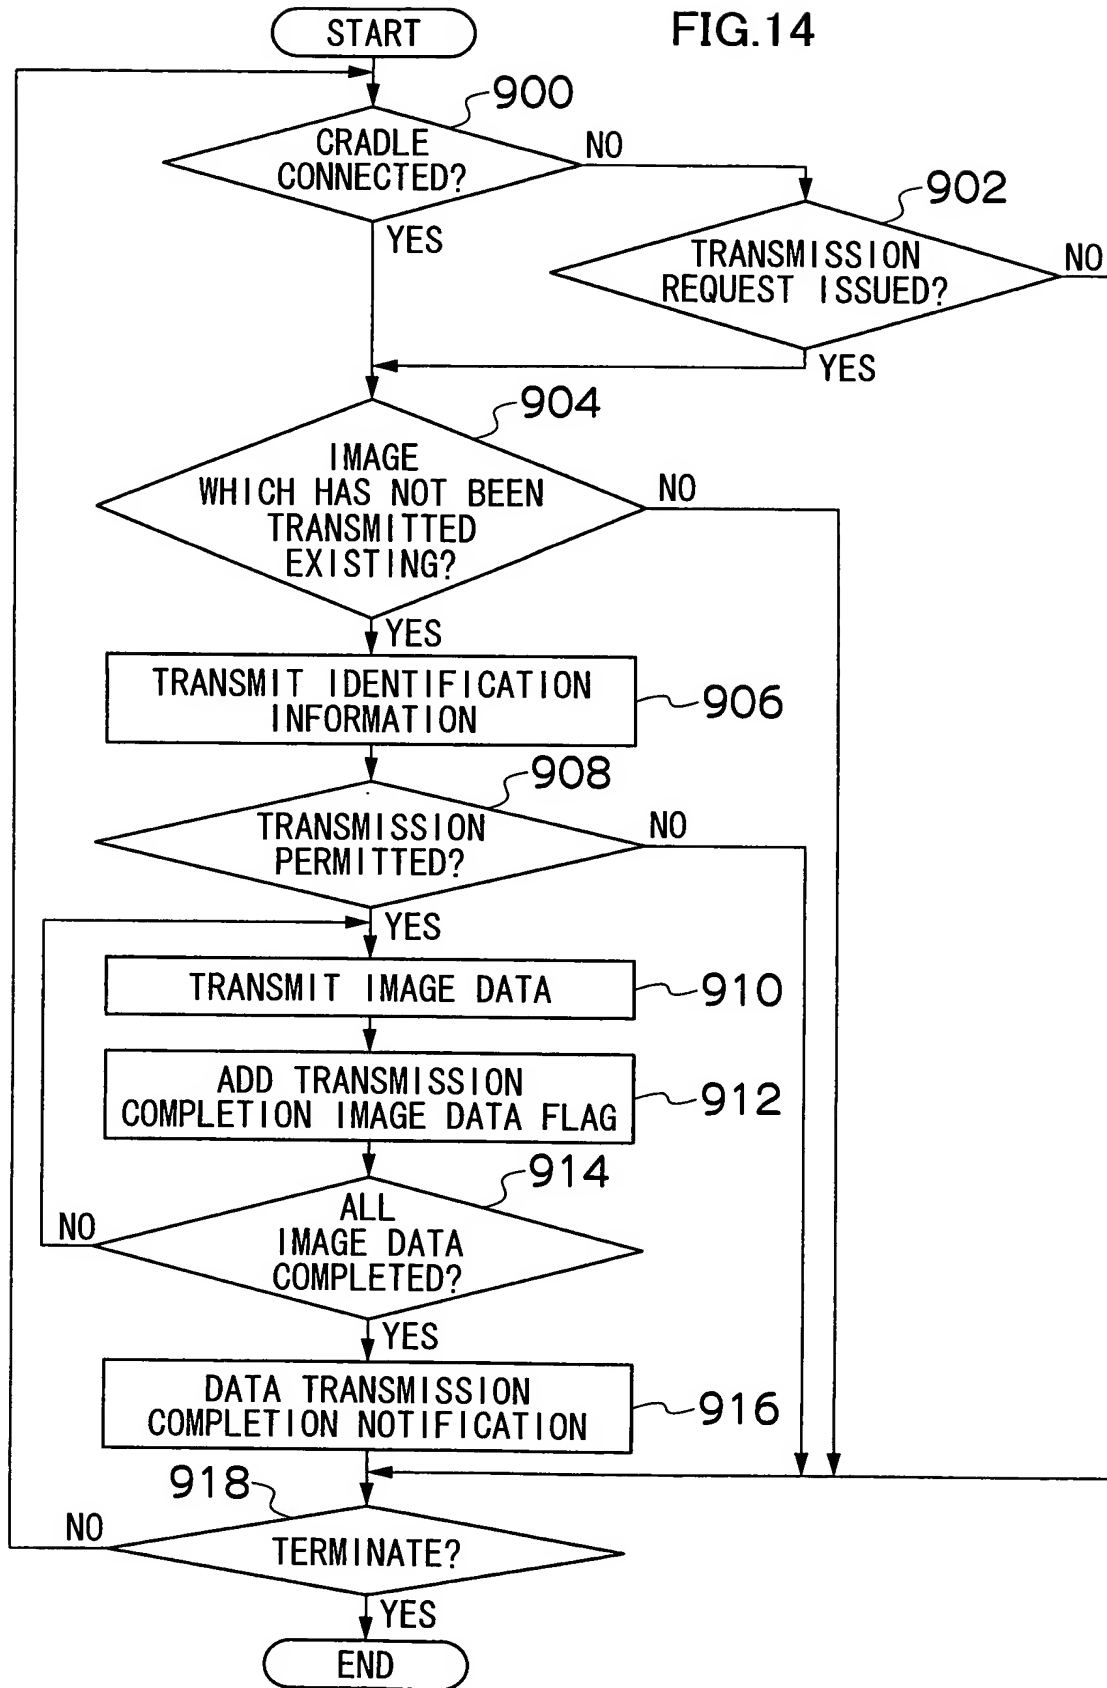 START
FIG.14
900
CRADLE
CONNECTED?
NO
YES
902
TRANSMISSION
REQUEST ISSUED?
NO
YES
904
IMAGE
WHICH HAS NOT BEEN
TRANSMITTED
EXISTING?
NO
YES
TRANSMIT IDENTIFICATION
INFORMATION
906
908
TRANSMISSION
PERMITTED?
NO
YES
TRANSMIT IMAGE DATA
910
ADD TRANSMISSION
COMPLETION IMAGE DATA FLAG
912
914
ALL
IMAGE DATA
COMPLETED?
NO
YES
DATA TRANSMISSION
COMPLETION NOTIFICATION
916
918
TERMINATE?
NO
YES
END